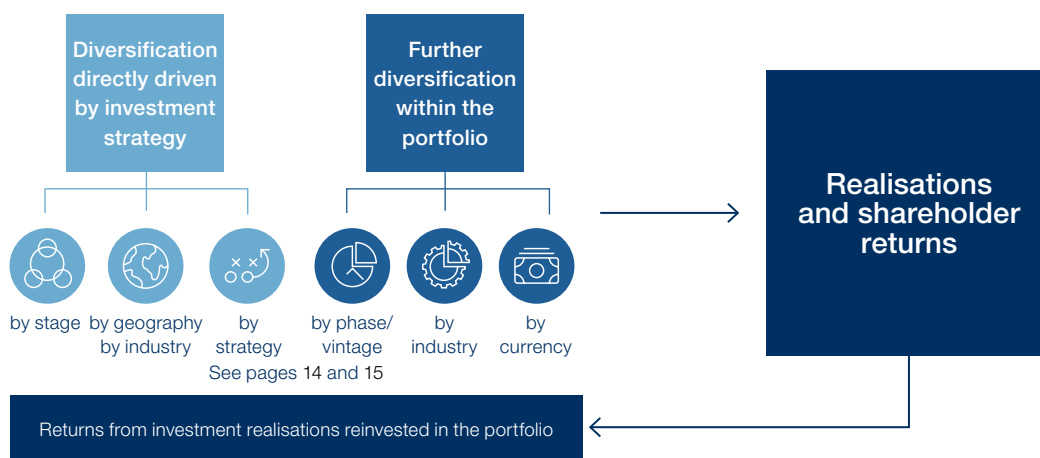 Diversification
directly driven
by investment
strategy
Further
diversification
within the
portfolio
Realisations
and shareholder
returns
by stage
by geography
by industry
by
strategy
by phase/
vintage
by
industry
by
currency
See pages 14 and 15
Returns from investment realisations reinvested in the portfolio